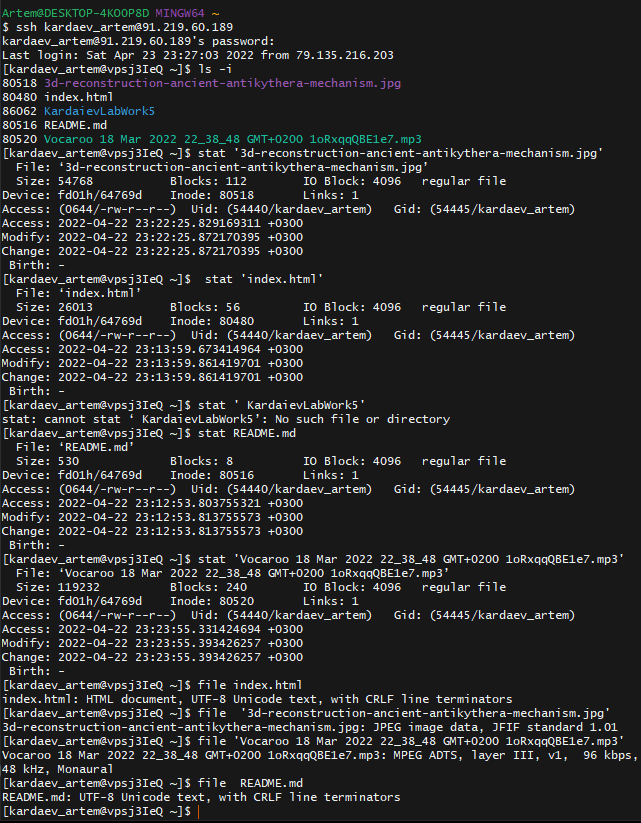 Artem@DESKTOP-4KOOP8D MINGW64 ~
$ ssh kardaev_artem@91.219.60.189
kardaev_artem@91.219.60.189's password:
Last login: Sat Apr 23 23:27:03 2022 from 79.135.216.203
[kardaev_artem@vpsj3IeQ ~]$ ls -i
80518 3d-reconstruction-ancient-antikythera-mechanism.jpg
80480 index.html
86062 KardaievLabWork5
80516 README.md
80520 Vocaroo 18 Mar 2022 22_38_48 GMT+0200 1oRxqqQBE1e7.mp3
[kardaev_artem@vpsj3IeQ ~]$ stat '3d-reconstruction-ancient-antikythera-mechanism.jpg'
  File: ‘3d-reconstruction-ancient-antikythera-mechanism.jpg’
  Size: 54768           Blocks: 112        IO Block: 4096   regular file
Device: fd01h/64769d    Inode: 80518       Links: 1
Access: (0644/-rw-r--r--)  Uid: (54440/kardaev_artem)   Gid: (54445/kardaev_artem)
Access: 2022-04-22 23:22:25.829169311 +0300
Modify: 2022-04-22 23:22:25.872170395 +0300
Change: 2022-04-22 23:22:25.872170395 +0300
 Birth: -
[kardaev_artem@vpsj3IeQ ~]$  stat 'index.html'
  File: ‘index.html’
  Size: 26013           Blocks: 56         IO Block: 4096   regular file
Device: fd01h/64769d    Inode: 80480       Links: 1
Access: (0644/-rw-r--r--)  Uid: (54440/kardaev_artem)   Gid: (54445/kardaev_artem)
Access: 2022-04-22 23:13:59.673414964 +0300
Modify: 2022-04-22 23:13:59.861419701 +0300
Change: 2022-04-22 23:13:59.861419701 +0300
 Birth: -
[kardaev_artem@vpsj3IeQ ~]$ stat ' KardaievLabWork5'
stat: cannot stat ‘ KardaievLabWork5’: No such file or directory
[kardaev_artem@vpsj3IeQ ~]$ stat README.md
  File: ‘README.md’
  Size: 530             Blocks: 8          IO Block: 4096   regular file
Device: fd01h/64769d    Inode: 80516       Links: 1
Access: (0644/-rw-r--r--)  Uid: (54440/kardaev_artem)   Gid: (54445/kardaev_artem)
Access: 2022-04-22 23:12:53.803755321 +0300
Modify: 2022-04-22 23:12:53.813755573 +0300
Change: 2022-04-22 23:12:53.813755573 +0300
 Birth: -
[kardaev_artem@vpsj3IeQ ~]$ stat 'Vocaroo 18 Mar 2022 22_38_48 GMT+0200 1oRxqqQBE1e7.mp3'
  File: ‘Vocaroo 18 Mar 2022 22_38_48 GMT+0200 1oRxqqQBE1e7.mp3’
  Size: 119232          Blocks: 240        IO Block: 4096   regular file
Device: fd01h/64769d    Inode: 80520       Links: 1
Access: (0644/-rw-r--r--)  Uid: (54440/kardaev_artem)   Gid: (54445/kardaev_artem)
Access: 2022-04-22 23:23:55.331424694 +0300
Modify: 2022-04-22 23:23:55.393426257 +0300
Change: 2022-04-22 23:23:55.393426257 +0300
 Birth: -
[kardaev_artem@vpsj3IeQ ~]$ file index.html
index.html: HTML document, UTF-8 Unicode text, with CRLF line terminators
[kardaev_artem@vpsj3IeQ ~]$ file  '3d-reconstruction-ancient-antikythera-mechanism.jpg'
3d-reconstruction-ancient-antikythera-mechanism.jpg: JPEG image data, JFIF standard 1.01
[kardaev_artem@vpsj3IeQ ~]$ file 'Vocaroo 18 Mar 2022 22_38_48 GMT+0200 1oRxqqQBE1e7.mp3'
Vocaroo 18 Mar 2022 22_38_48 GMT+0200 1oRxqqQBE1e7.mp3: MPEG ADTS, layer III, v1,  96 kbps,
48 kHz, Monaural
[kardaev_artem@vpsj3IeQ ~]$ file  README.md
README.md: UTF-8 Unicode text, with CRLF line terminators
[kardaev_artem@vpsj3IeQ ~]$